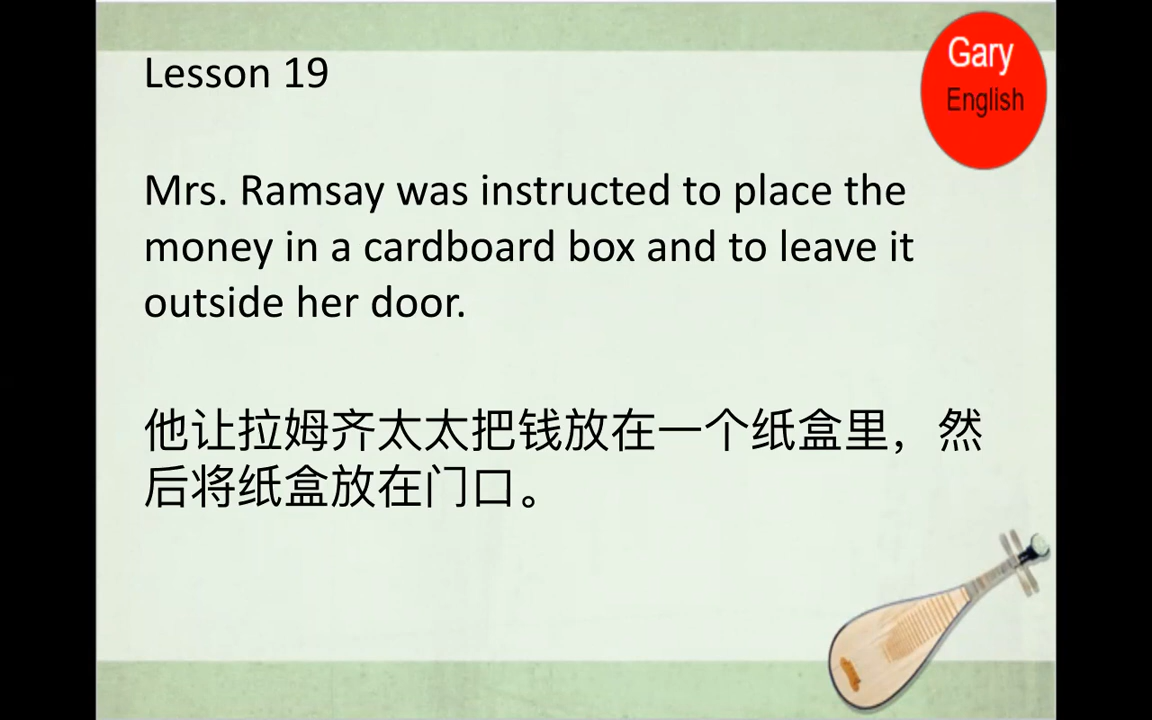 Lesson 19
Gary
English
Mrs. Ramsay was instructed to place the
money in a cardboard box and to leave it
outside her door.
他让拉姆齐太太把钱放在一个纸盒里，然
后将纸盒放在门口。